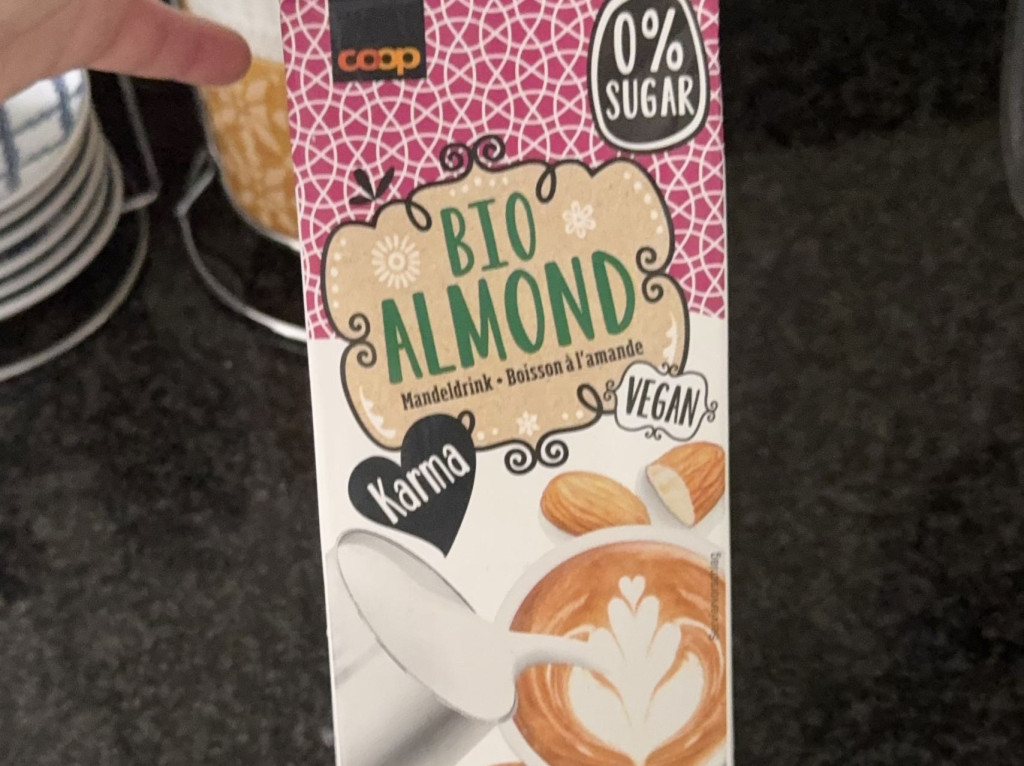 coop
0%
SUGAR
BIO
ALMOND
Mandeldrink • Boisson à l'amande
VEGAN
Karma